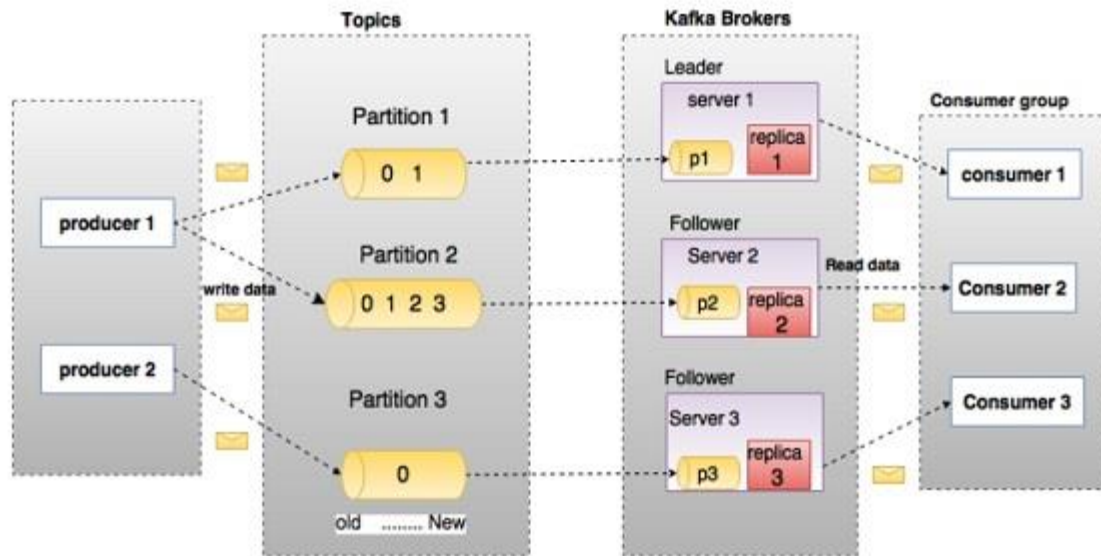 Topics
Kafka Brokers
Leader
server 1
Consumer group
Partition 1
0 1
p1
replica
1
consumer 1
producer 1
Follower
Partition 2
Server 2
Read data
write data
0 1 2 3
p2
replica
2
Consumer 2
producer 2
Follower
Partition 3
Server 3
Consumer 3
0
p3
replica
3
old ........ New